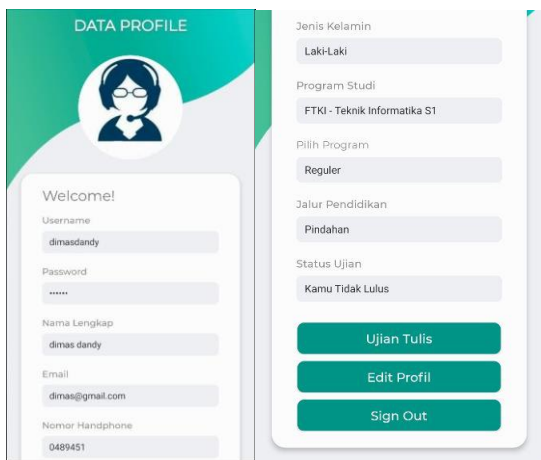 DATA PROFILE
Welcome!
Username
dimasdandy
Password
••••••
Nama Lengkap
dimas dandy
Email
dimas@gmail.com
Nomor Handphone
0489451
Jenis Kelamin
Laki-Laki
Program Studi
FTKI - Teknik Informatika S1
Pilih Program
Reguler
Jalur Pendidikan
Pindahan
Status Ujian
Kamu Tidak Lulus
Ujian Tulis
Edit Profil
Sign Out